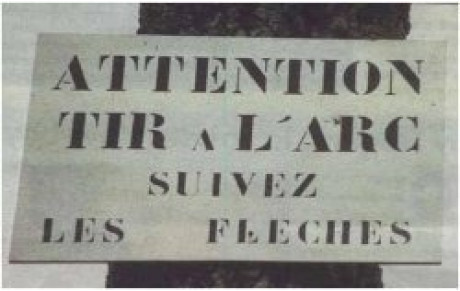 ATTENTION
TIR A L'ARC
SUIVEZ
LES FLECHES